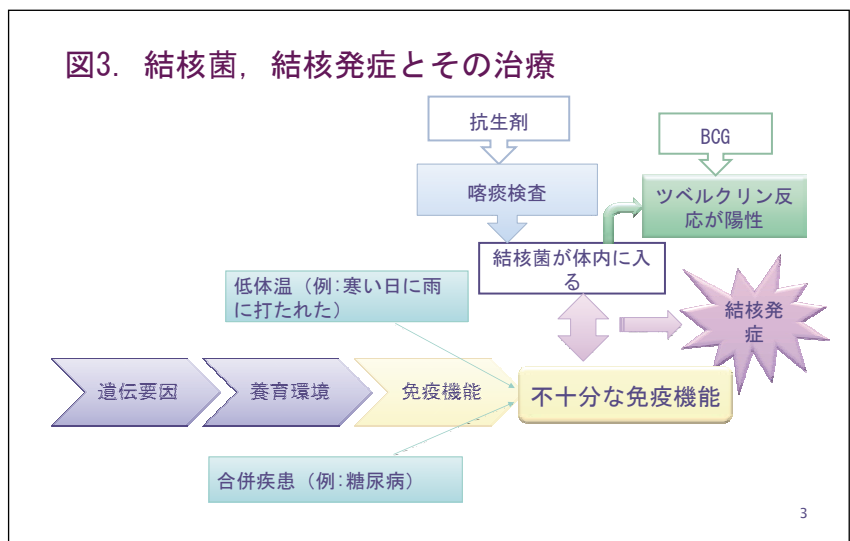 図3. 結核菌，結核発症とその治療
抗生剤
BCG
喀痰検査
ツベルクリン反
応が陽性
結核菌が体内に入
る
低体温（例:寒い日に雨
に打たれた）
結核発
症
遺伝要因
養育環境
免疫機能
不十分な免疫機能
合併疾患（例:糖尿病）
3